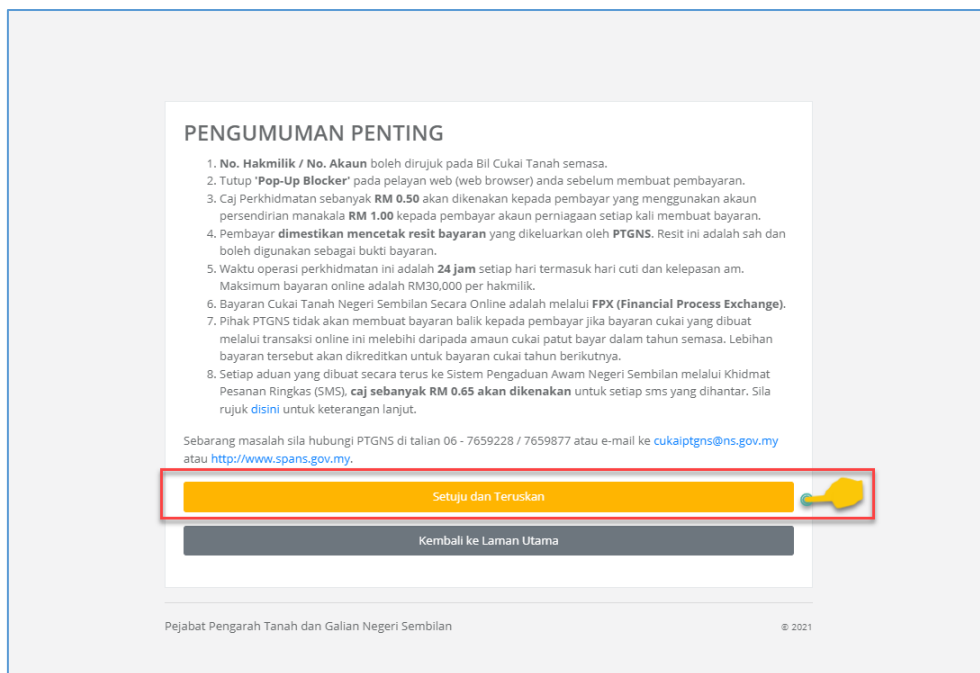 PENGUMUMAN PENTING
1. No. Hakmilik / No. Akaun boleh dirujuk pada Bil Cukai Tanah semasa.
2. Tutup 'Pop-Up Blocker' pada pelayan web (web browser) anda sebelum membuat pembayaran.
3. Caj Perkhidmatan sebanyak RM 0.50 akan dikenakan kepada pembayar yang menggunakan akaun
persendirian manakala RM 1.00 kepada pembayar akaun perniagaan setiap kali membuat bayaran.
4. Pembayar dimestikan mencetak resit bayaran yang dikeluarkan oleh PTGNS. Resit ini adalah sah dan
boleh digunakan sebagai bukti bayaran.
5. Waktu operasi perkhidmatan ini adalah 24 jam setiap hari termasuk hari cuti dan kelepasan am.
Maksimum bayaran online adalah RM30,000 per hakmilik.
6. Bayaran Cukai Tanah Negeri Sembilan Secara Online adalah melalui FPX (Financial Process Exchange).
7. Pihak PTGNS tidak akan membuat bayaran balik kepada pembayar jika bayaran cukai yang dibuat
melalui transaksi online ini melebihi daripada amaun cukai patut bayar dalam tahun semasa. Lebihan
bayaran tersebut akan dikreditkan untuk bayaran cukai tahun berikutnya.
8. Setiap aduan yang dibuat secara terus ke Sistem Pengaduan Awam Negeri Sembilan melalui Khidmat
Pesanan Ringkas (SMS), caj sebanyak RM 0.65 akan dikenakan untuk setiap sms yang dihantar. Sila
rujuk disini untuk keterangan lanjut.
Sebarang masalah sila hubungi PTGNS di talian 06 - 7659228 / 7659877 atau e-mail ke cukaiptgns@ns.gov.my
atau http://www.spans.gov.my.
Setuju dan Teruskan
Kembali ke Laman Utama
Pejabat Pengarah Tanah dan Galian Negeri Sembilan
© 2021